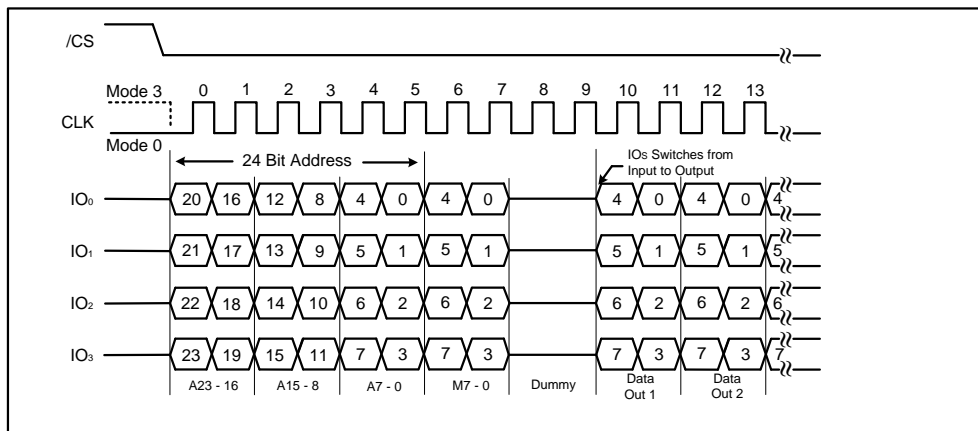 /CS
Mode 3
0 1 2 3 4 5 6 7 8 9 10 11 12 13
CLK
Mode 0
24 Bit Address
IOs Switches from
Input to Output
IO0 20 16 12 8 4 0 4 0 4 0 4 0 4
IO1 21 17 13 9 5 1 5 1 5 1 5 1 5
IO2 22 18 14 10 6 2 6 2 6 2 6 2 6
IO3 23 19 15 11 7 3 7 3 7 3 7 3 7
A23 - 16 A15 - 8 A7 - 0 M7 - 0 Dummy Data Data
Out 1 Out 2